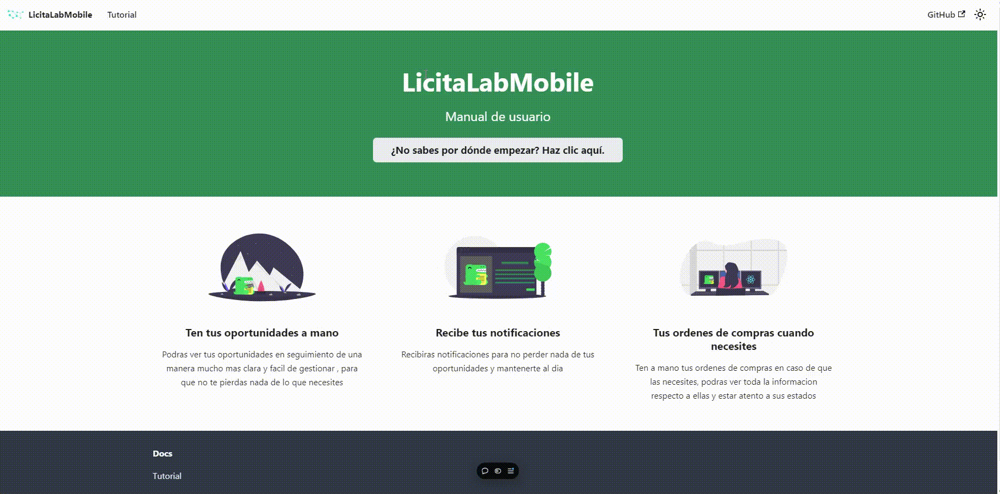 LicitaLabMobile Tutorial GitHub
LicitaLabMobile
Manual de usuario
¿No sabes por dónde empezar? Haz clic aquí.
Ten tus oportunidades a mano
Podras ver tus oportunidades en seguimiento de una
manera mucho mas clara y facil de gestionar , para
que no te pierdas nada de lo que necesites
Recibe tus notificaciones
Recibiras notificaciones para no perder nada de tus
oportunidades y mantenerte al dia
Tus ordenes de compras cuando
necesites
Ten a mano tus ordenes de compras en caso de que
las necesites, podras ver toda la informacion
respecto a ellas y estar atento a sus estados
Docs
Tutorial